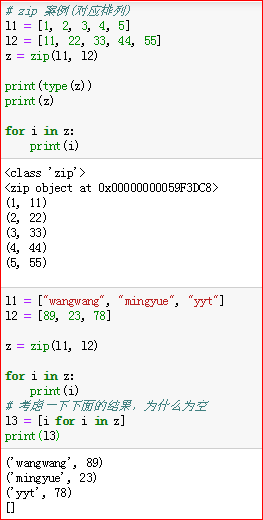 # zip 案例(对应排列)
l1 = [1, 2, 3, 4, 5]
l2 = [11, 22, 33, 44, 55]
z = zip(l1, l2)
print(type(z))
print(z)
for i in z:
    print(i)
<class 'zip'>
<zip object at 0x00000000059F3DC8>
(1, 11)
(2, 22)
(3, 33)
(4, 44)
(5, 55)
l1 = ["wangwang", "mingyue", "yyt"]
l2 = [89, 23, 78]
z = zip(l1, l2)
for i in z:
    print(i)
# 考虑一下下面的结果，为什么为空
l3 = [i for i in z]
print(l3)
('wangwang', 89)
('mingyue', 23)
('yyt', 78)
[]